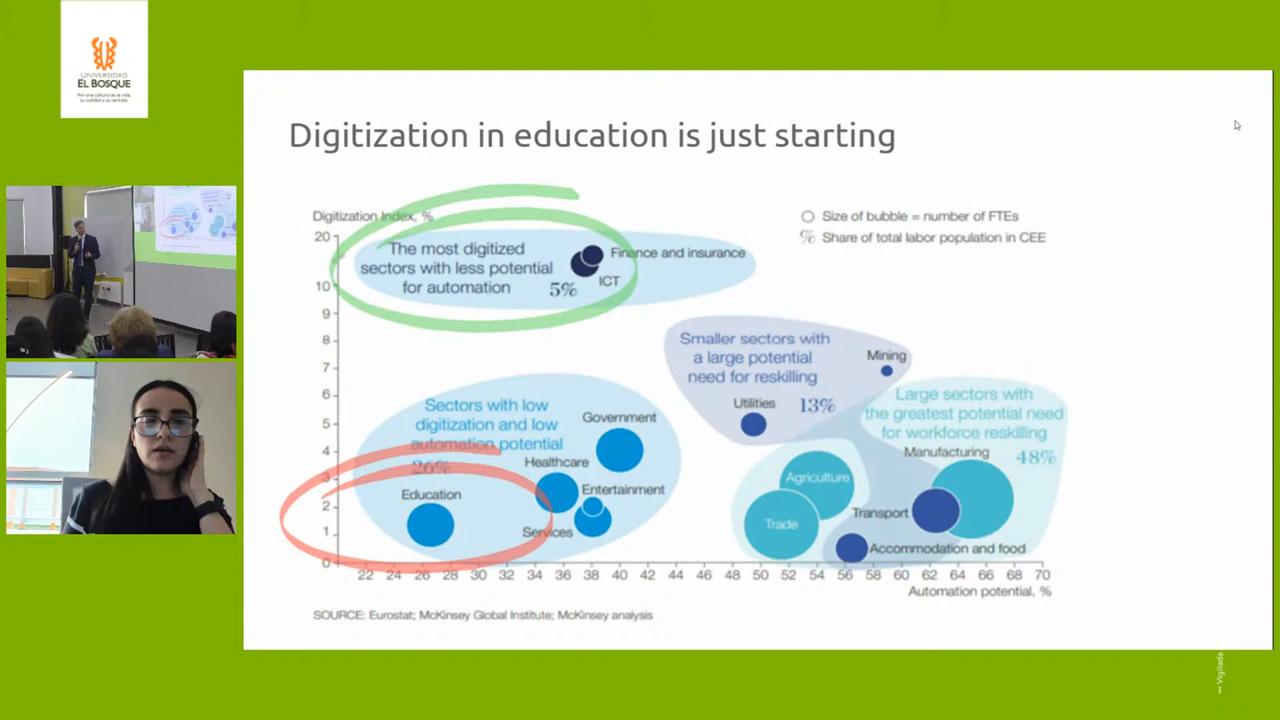 UNIVERSIDAD
EL BOSQUE
Por una cultura de la vida,
su calidad y su sentido
Digitization in education is just starting
Digitization Index, %
Size of bubble = number of FTEs
% Share of total labor population in CEE
20
10
9
8
7
6
5
4
3
2
1
0
The most digitized
sectors with less potential
for automation
5%
Finance and insurance
ICT
Smaller sectors with
a large potential
need for reskilling
13%
Mining
Utilities
Large sectors with
the greatest potential need
for workforce reskilling
48%
Manufacturing
Sectors with low
digitization and low
automation potential
26%
Government
Healthcare
Entertainment
Education
Services
Agriculture
Trade
Transport
Accommodation and food
22 24 26 28 30 32 34 36 38 40 42 44 46 48 50 52 54 56 58 60 62 64 66 68 70
Automation potential, %
SOURCE: Eurostat; McKinsey Global Institute; McKinsey analysis
Vigilada